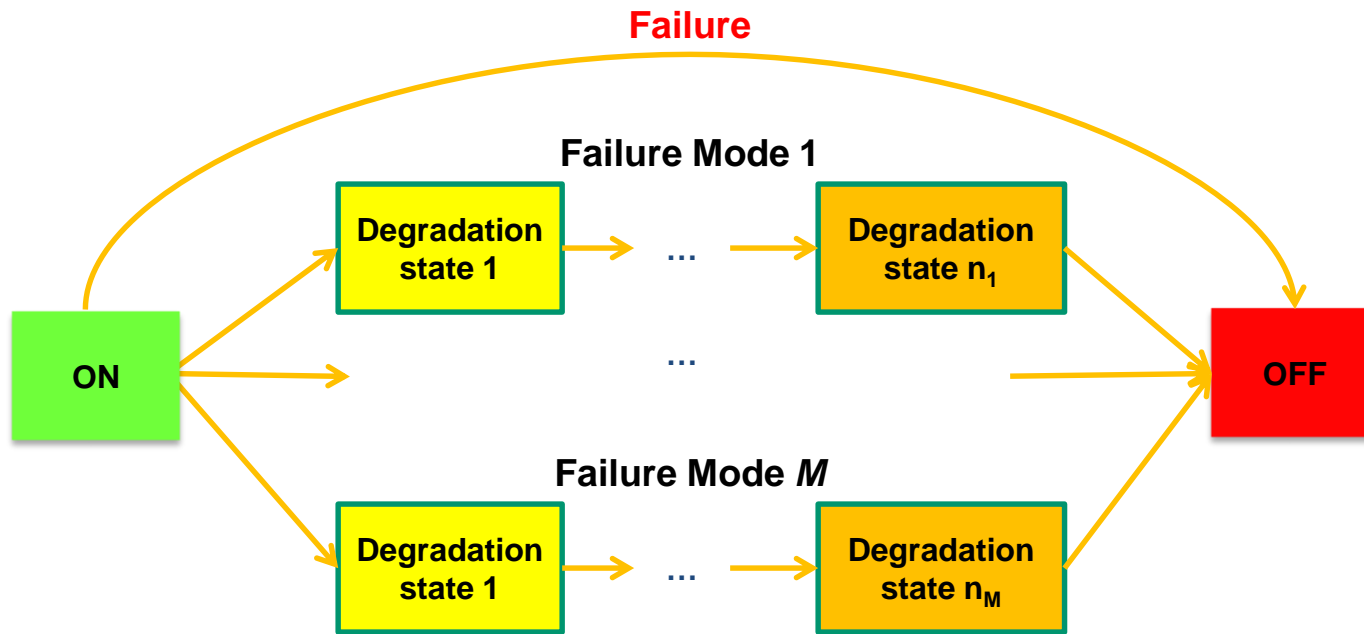 Failure
Failure Mode 1
Degradation
state 1
...
Degradation
state n₁
ON
...
OFF
Failure Mode M
Degradation
state 1
...
Degradation
state n_M